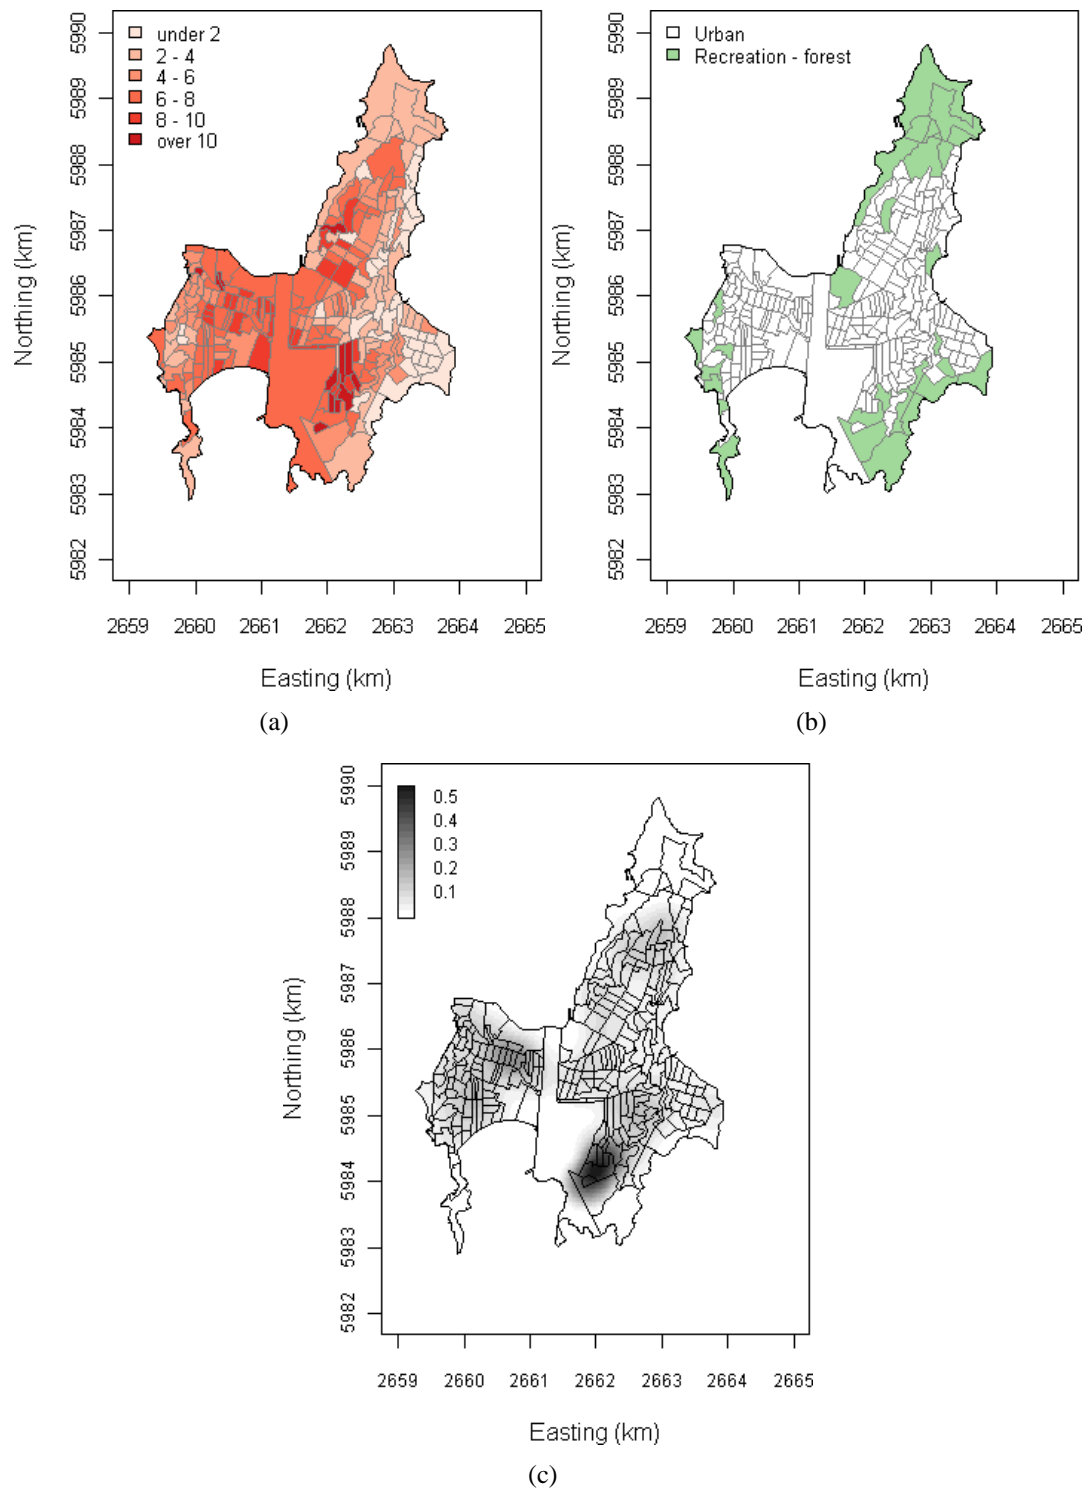 under 2
2 - 4
4 - 6
6 - 8
8 - 10
over 10
5990
5989
5988
5987
5986
5985
5984
5983
5982
Northing (km)
2659 2660 2661 2662 2663 2664 2665
Easting (km)
(a)
Urban
Recreation - forest
5990
5989
5988
5987
5986
5985
5984
5983
5982
Northing (km)
2659 2660 2661 2662 2663 2664 2665
Easting (km)
(b)
0.5
0.4
0.3
0.2
0.1
5990
5989
5988
5987
5986
5985
5984
5983
5982
Northing (km)
2659 2660 2661 2662 2663 2664 2665
Easting (km)
(c)